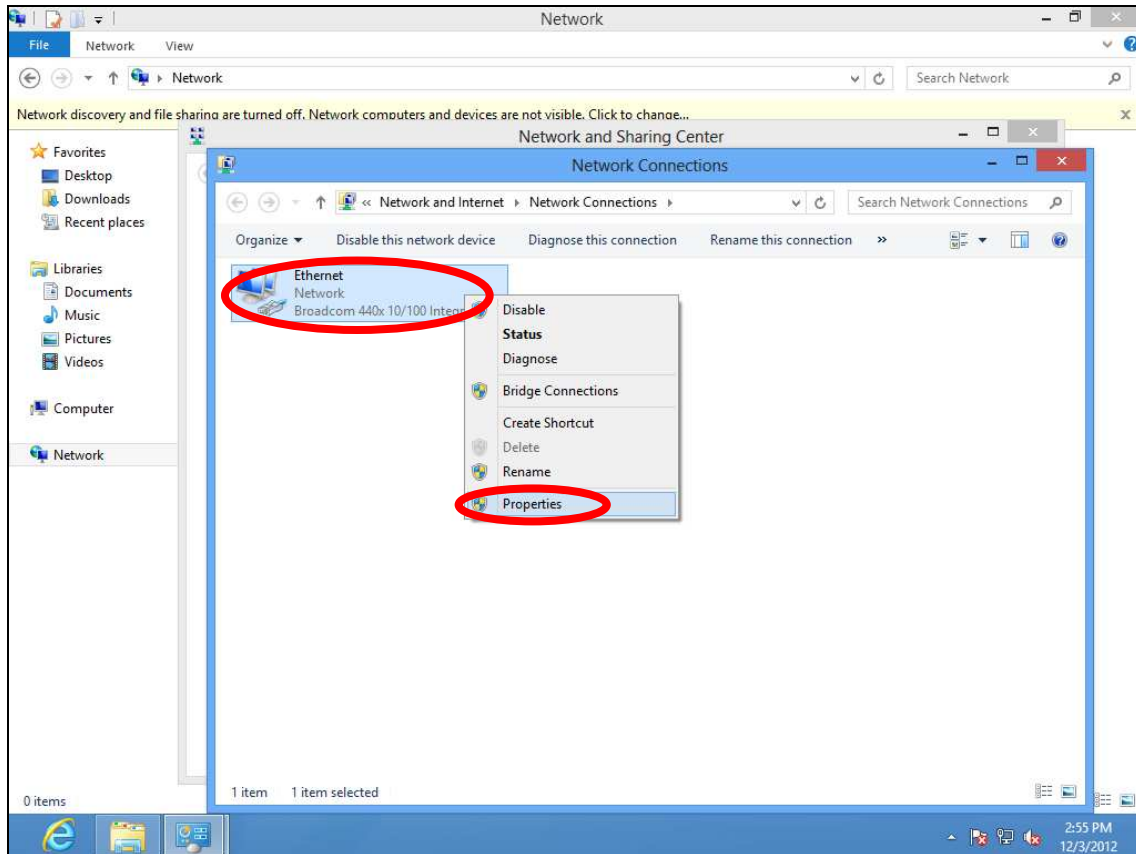 Network
File Network View
Network
Search Network
Network discovery and file sharing are turned off. Network computers and devices are not visible. Click to change...
Network and Sharing Center
Network Connections
Favorites
Desktop
Downloads
Recent places
Libraries
Documents
Music
Pictures
Videos
Computer
Network
« Network and Internet Network Connections
Search Network Connections
Organize Disable this network device Diagnose this connection Rename this connection »
Ethernet
Network
Broadcom 440x 10/100
Disable
Status
Diagnose
Bridge Connections
Create Shortcut
Delete
Rename
Properties
1 item 1 item selected
0 items
2:55 PM
12/3/2012